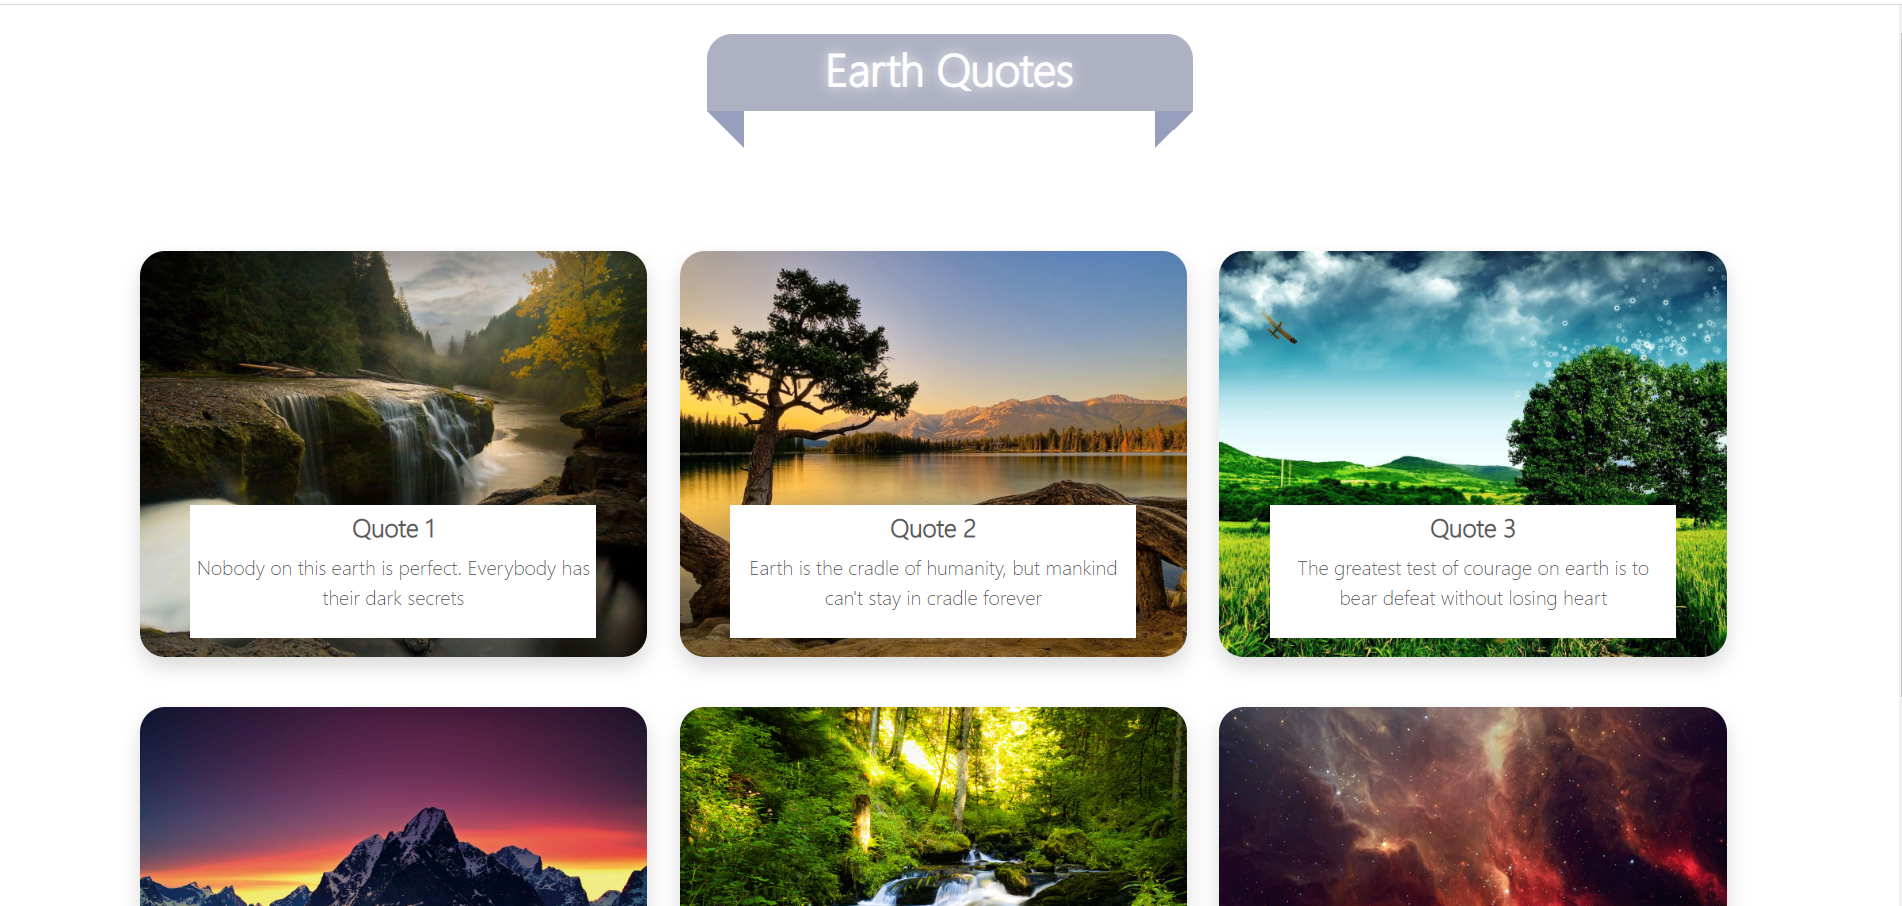 Earth Quotes
Quote 1
Nobody on this earth is perfect. Everybody has
their dark secrets
Quote 2
Earth is the cradle of humanity, but mankind
can't stay in cradle forever
Quote 3
The greatest test of courage on earth is to
bear defeat without losing heart